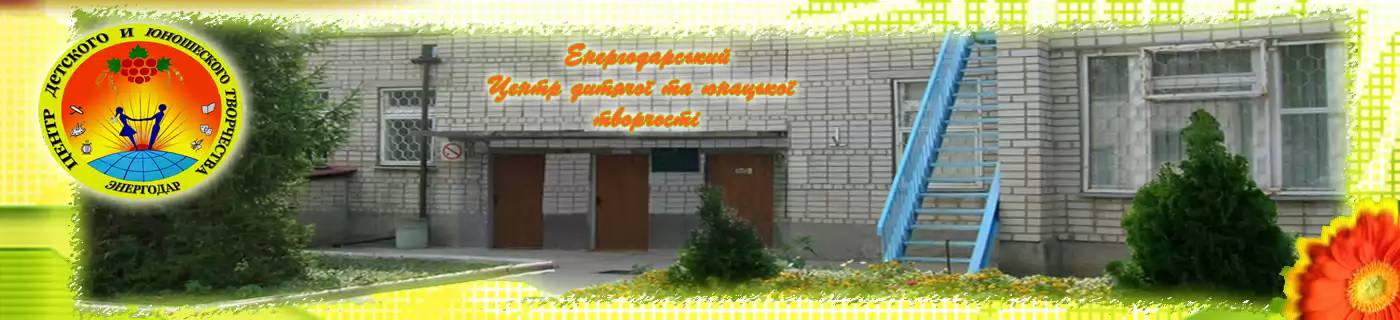 ЦЕНТР ДЕТСКОГО И ЮНОШЕСКОГО ТВОРЧЕСТВА
ЭНЕРГОДАР
Енергодарський
Центр дитячої та юнацької
творчості